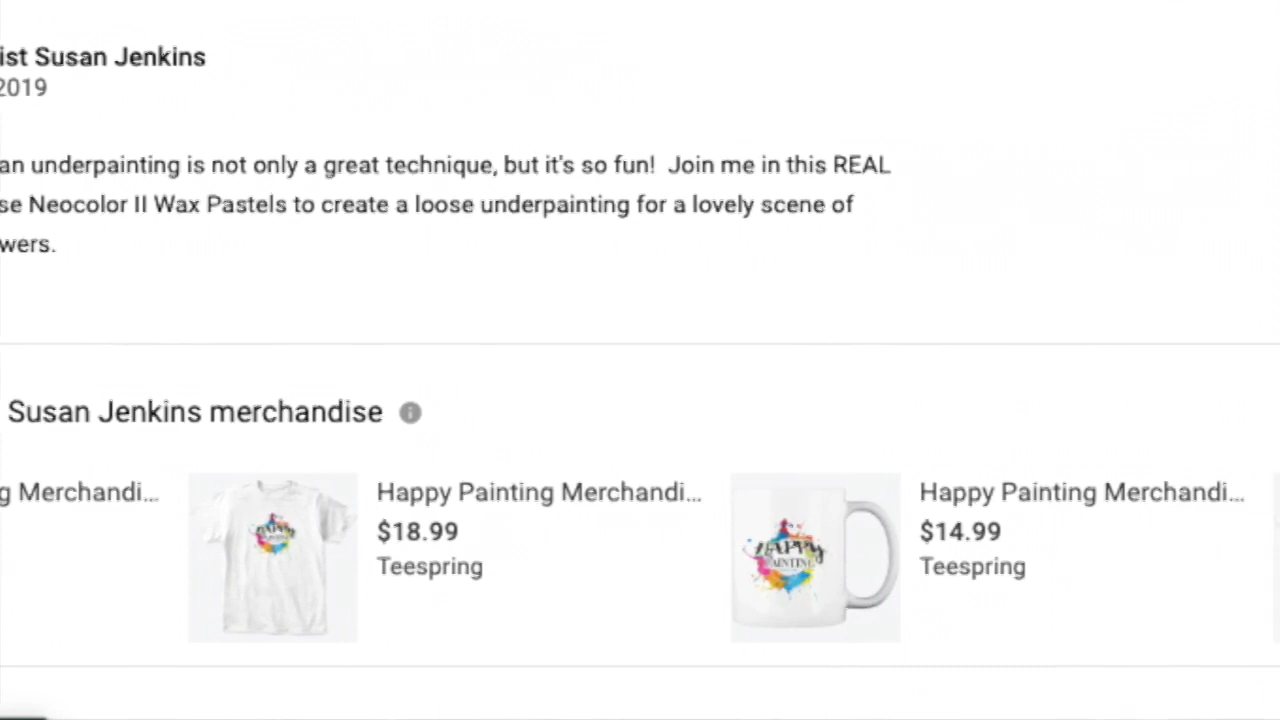 ist Susan Jenkins
2019
an underpainting is not only a great technique, but it's so fun!  Join me in this REAL
se Neocolor II Wax Pastels to create a loose underpainting for a lovely scene of
wers.
Susan Jenkins merchandise
g Merchandi...
Happy Painting Merchandi...
$18.99
Teespring
HAPPY
PAINTING
Happy Painting Merchandi...
$14.99
Teespring